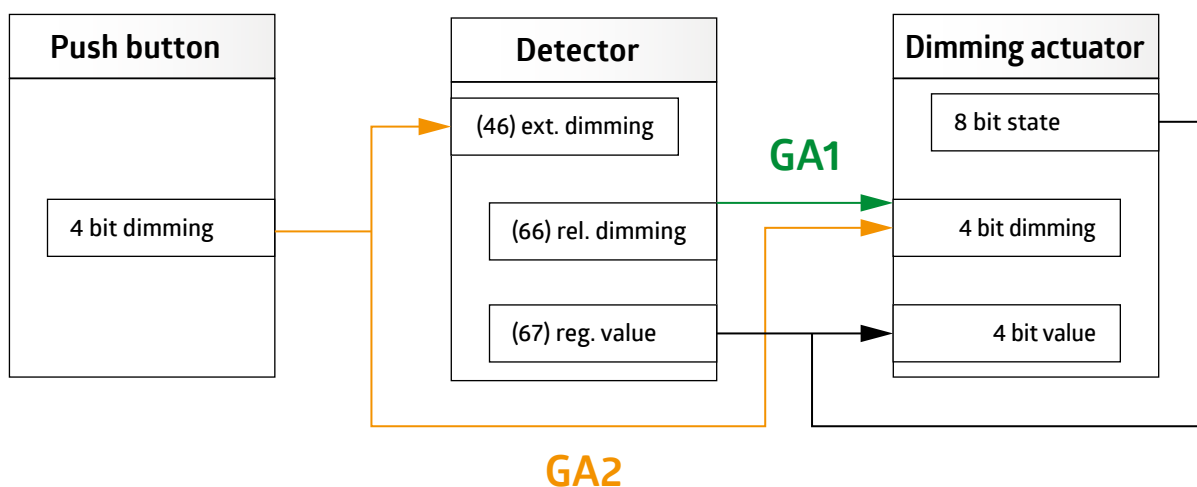 Push button
4 bit dimming
Detector
(46) ext. dimming
(66) rel. dimming
(67) reg. value
GA1
GA2
Dimming actuator
8 bit state
4 bit dimming
4 bit value